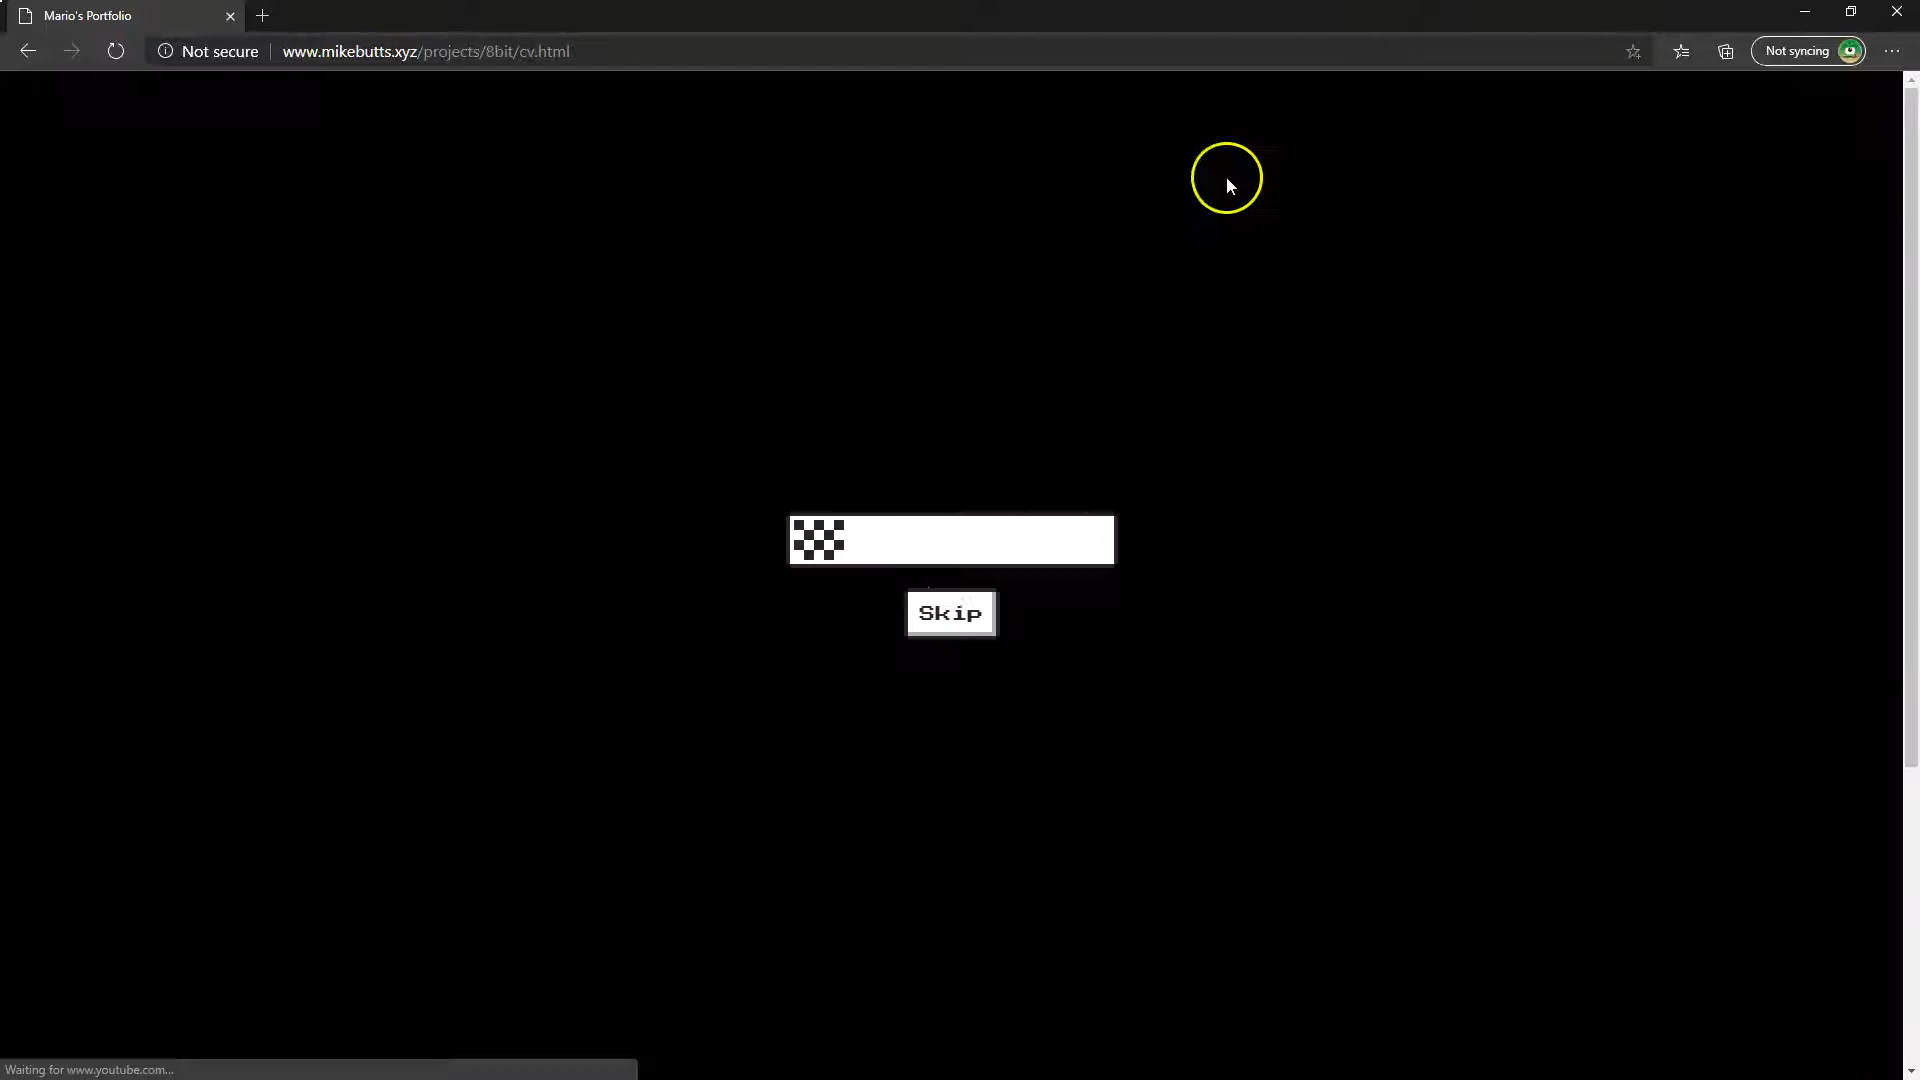 Mario's Portfolio
Not secure
www.mikebutts.xyz/projects/8bit/cv.html
Not syncing
Skip
Waiting for www.youtube.com...